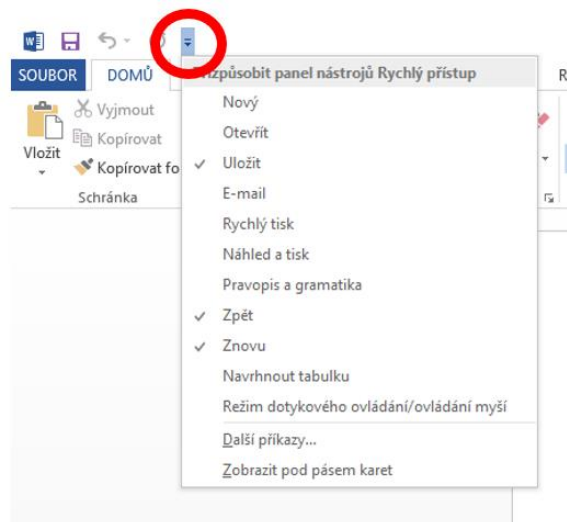 SOUBOR DOMŮ
Přizpůsobit panel nástrojů Rychlý přístup
R
Vyjmout
Kopírovat
Kopírovat fo
Vložit
Schránka
Nový
Otevřít
Uložit
E-mail
Rychlý tisk
Náhled a tisk
Pravopis a gramatika
Zpět
Znovu
Navrhnout tabulku
Režim dotykového ovládání/ovládání myší
Další příkazy...
Zobrazit pod pásem karet